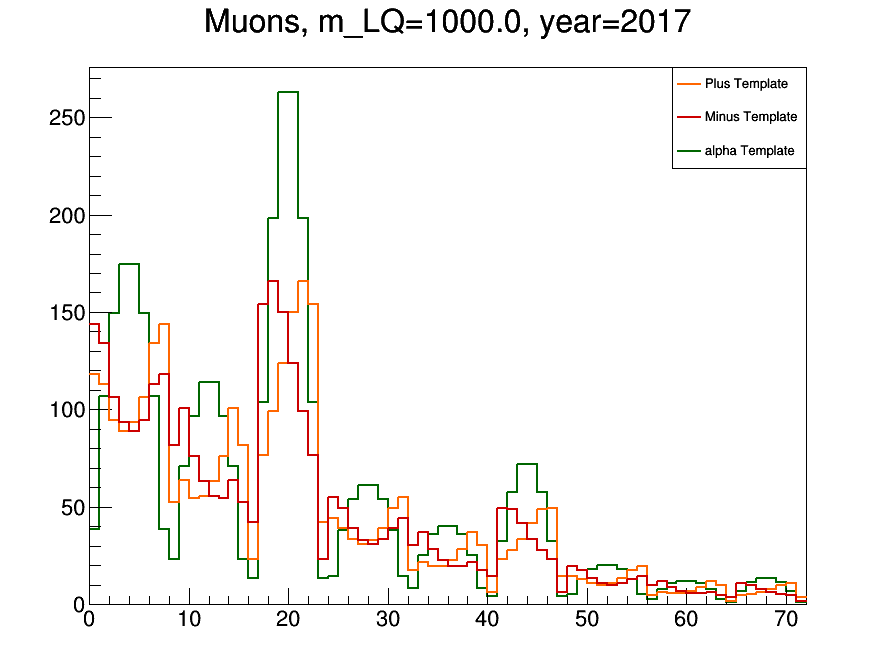 Muons, m_LQ=1000.0, year=2017
Plus Template
Minus Template
alpha Template
250
200
150
100
50
0
0 10 20 30 40 50 60 70